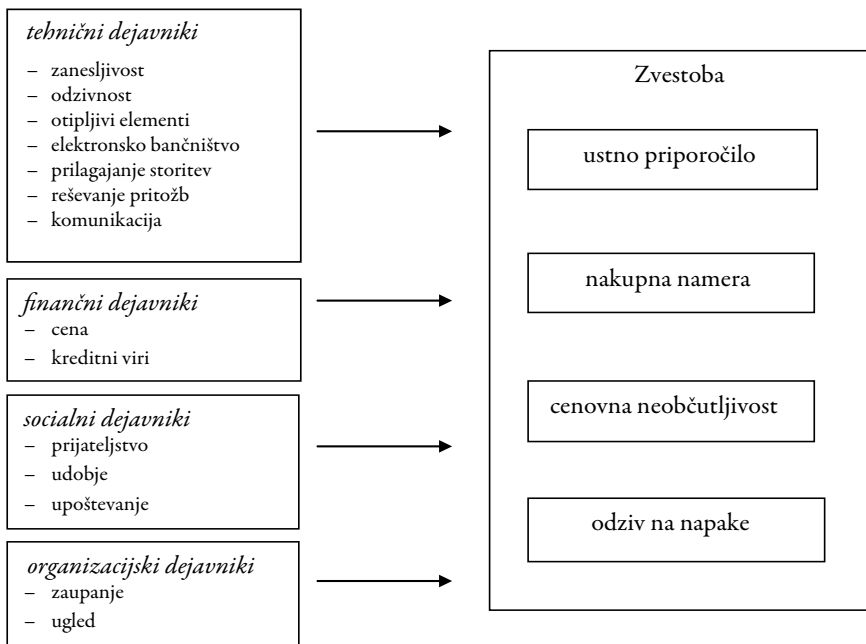 tehnični dejavniki
– zanesljivost
– odzivnost
– otipljivi elementi
– elektronsko bančništvo
– prilagajanje storitev
– reševanje pritožb
– komunikacija
finančni dejavniki
– cena
– kreditni viri
socialni dejavniki
– prijateljstvo
– udobje
– upoštevanje
organizacijski dejavniki
– zaupanje
– ugled
Zvestoba
ustno priporočilo
nakupna namera
cenovna neobčutljivost
odziv na napake